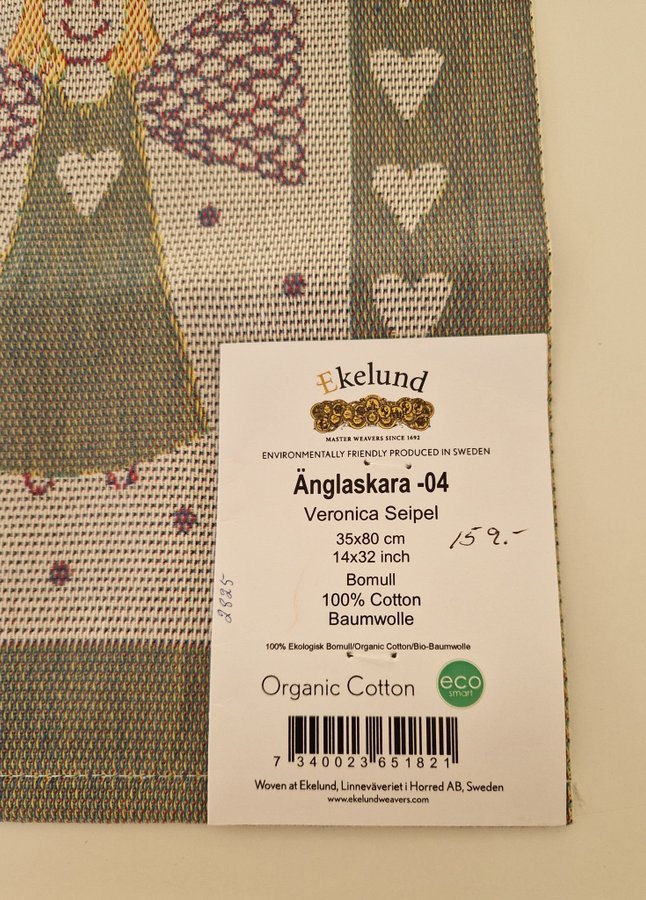 Ekelund
MASTER WEAVERS SINCE 1692
ENVIRONMENTALLY FRIENDLY PRODUCED IN SWEDEN
Änglaskara -04
Veronica Seipel
35x80 cm
159.-
14x32 inch
Bomull
100% Cotton
Baumwolle
2825
100% Ekologisk Bomull/Organic Cotton/Bio-Baumwolle
Organic Cotton
eco
smart
7 340023 651821
Woven at Ekelund, Linneväveriet i Horred AB, Sweden
www.ekelundweavers.com